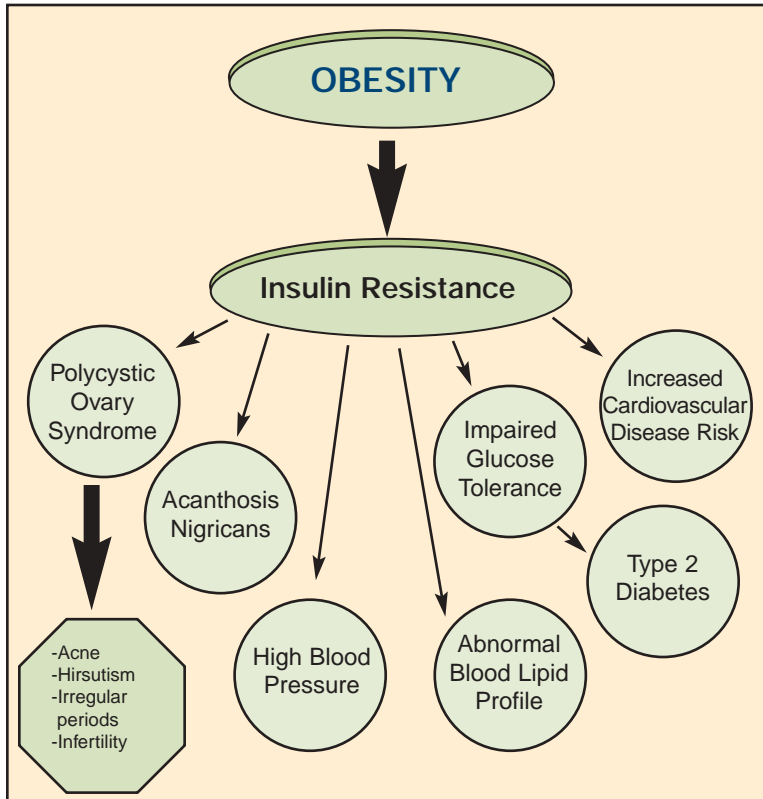 OBESITY
Insulin Resistance
Polycystic
Ovary
Syndrome
Acanthosis
Nigricans
High Blood
Pressure
Abnormal
Blood Lipid
Profile
Impaired
Glucose
Tolerance
Type 2
Diabetes
Increased
Cardiovascular
Disease Risk
-Acne
-Hirsutism
-Irregular
periods
-Infertility